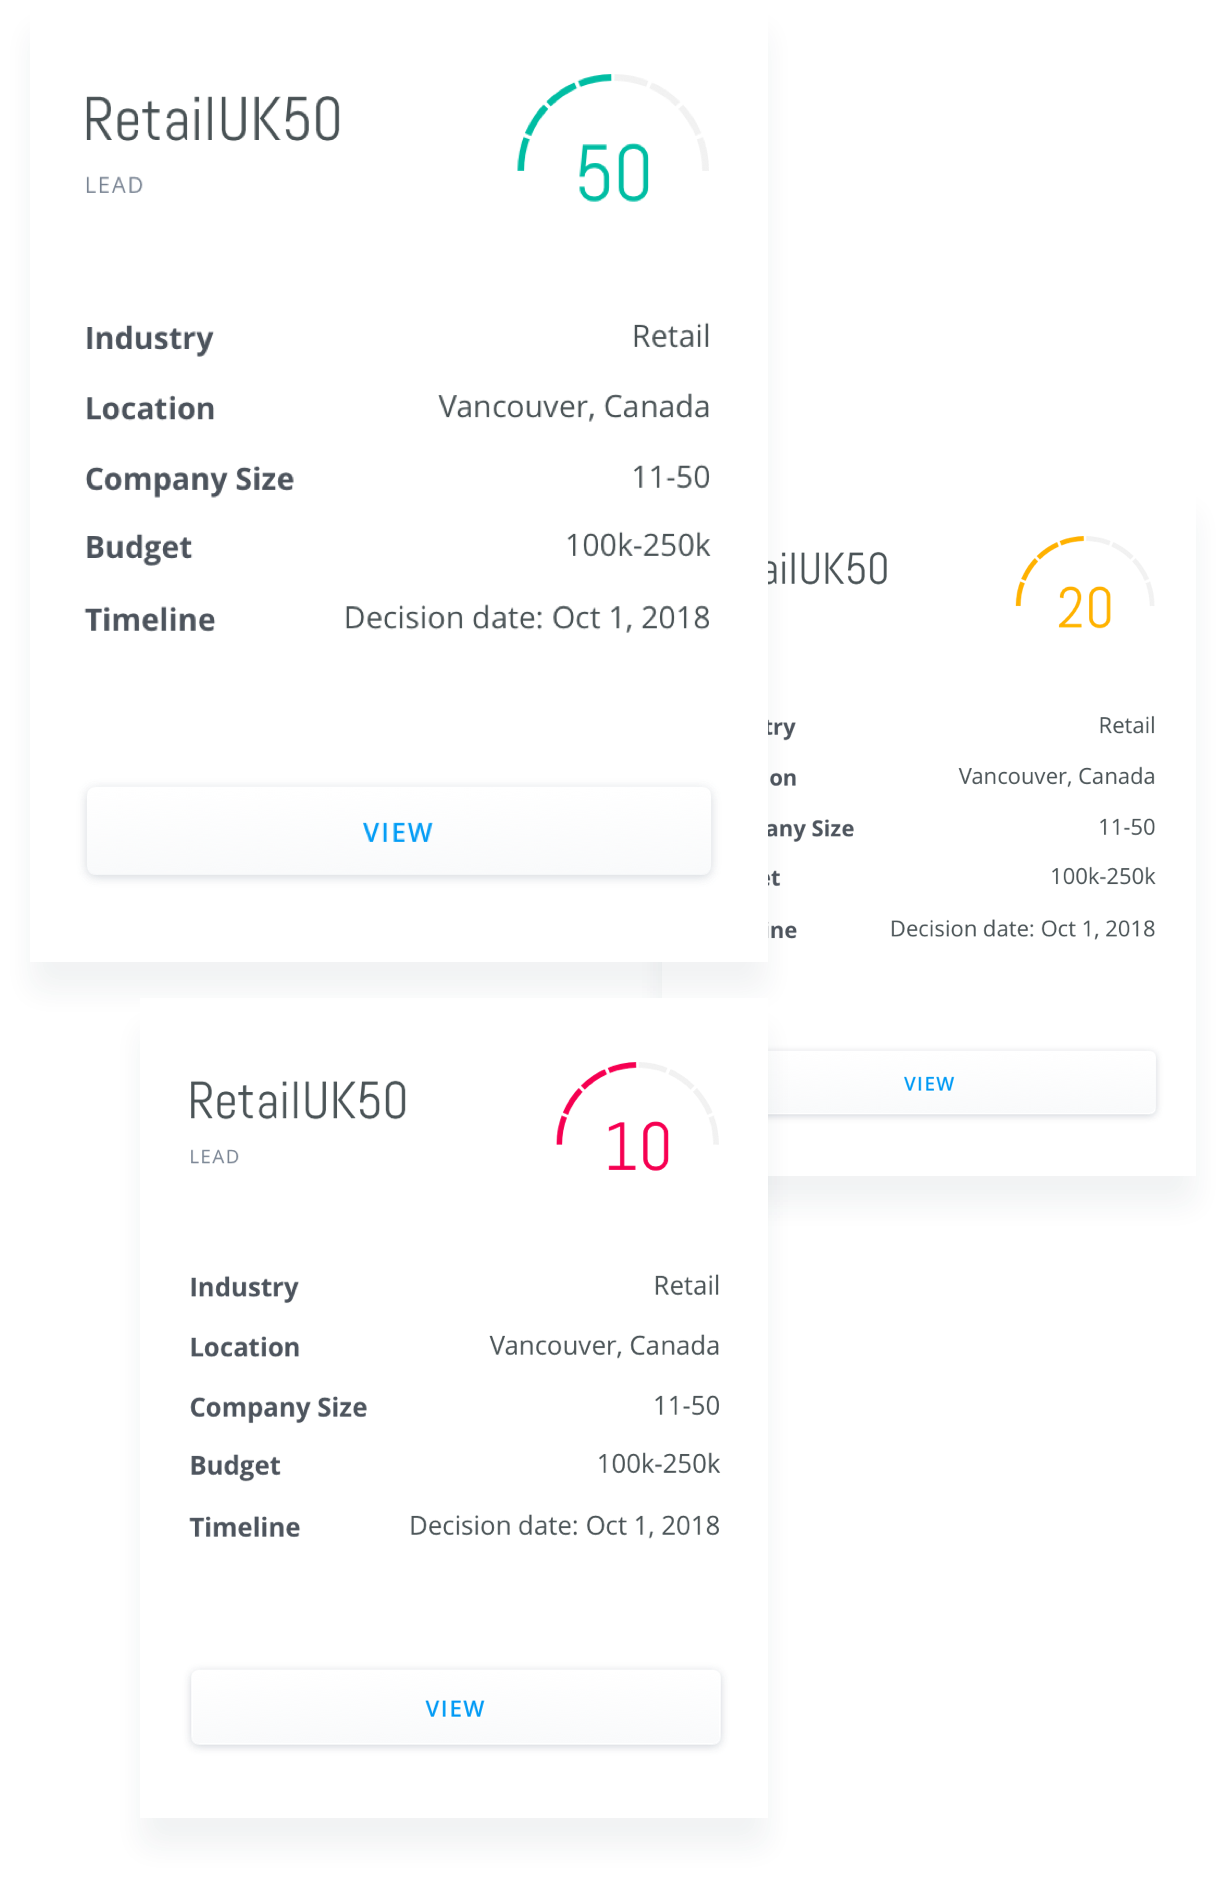 RetailUK50
LEAD
50
Industry Retail
Location Vancouver, Canada
Company Size 11-50
Budget 100k-250k
Timeline Decision date: Oct 1, 2018
VIEW
ailUK50
20
try Retail
on Vancouver, Canada
any Size 11-50
et 100k-250k
ine Decision date: Oct 1, 2018
VIEW
RetailUK50
LEAD
10
Industry Retail
Location Vancouver, Canada
Company Size 11-50
Budget 100k-250k
Timeline Decision date: Oct 1, 2018
VIEW